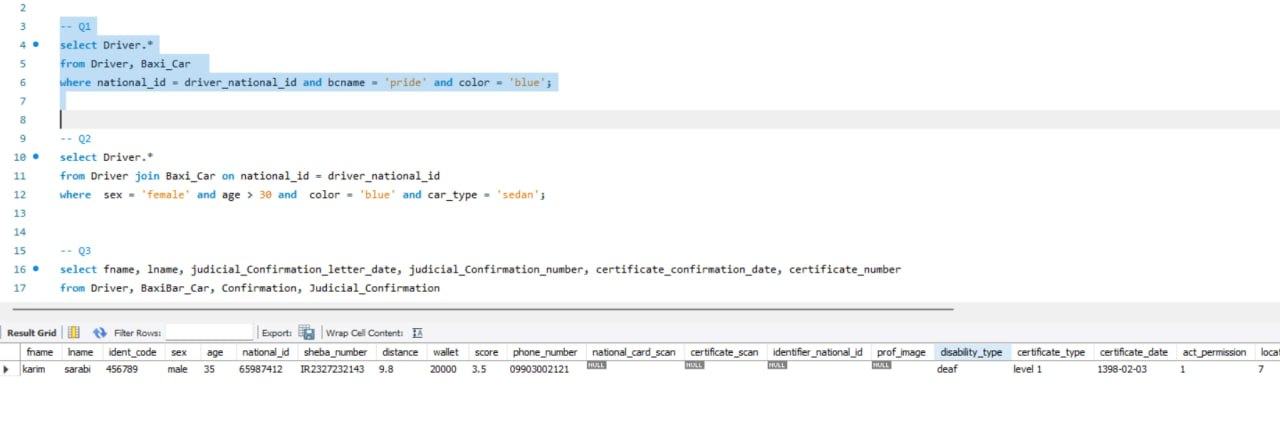 2
3 -- Q1
4 select Driver.*
5 from Driver, Baxi_Car
6 where national_id = driver_national_id and bcname = 'pride' and color = 'blue';
7
8
9 -- Q2
10 select Driver.*
11 from Driver join Baxi_Car on national_id = driver_national_id
12 where  sex = 'female' and age > 30 and  color = 'blue' and car_type = 'sedan';
13
14
15 -- Q3
16 select fname, lname, judicial_Confirmation_letter_date, judicial_Confirmation_number, certificate_confirmation_date, certificate_number
17 from Driver, BaxiBar_Car, Confirmation, Judicial_Confirmation
Result Grid Filter Rows: Export: Wrap Cell Content:
fname lname ident_code sex age national_id sheba_number distance wallet score phone_number national_card_scan certificate_scan identifier_national_id prof_image disability_type certificate_type certificate_date act_permission locat
karim sarabi 456789 male 35 65987412 IR2327232143 9.8 20000 3.5 09903002121 NULL NULL NULL NULL deaf level 1 1398-02-03 1 7